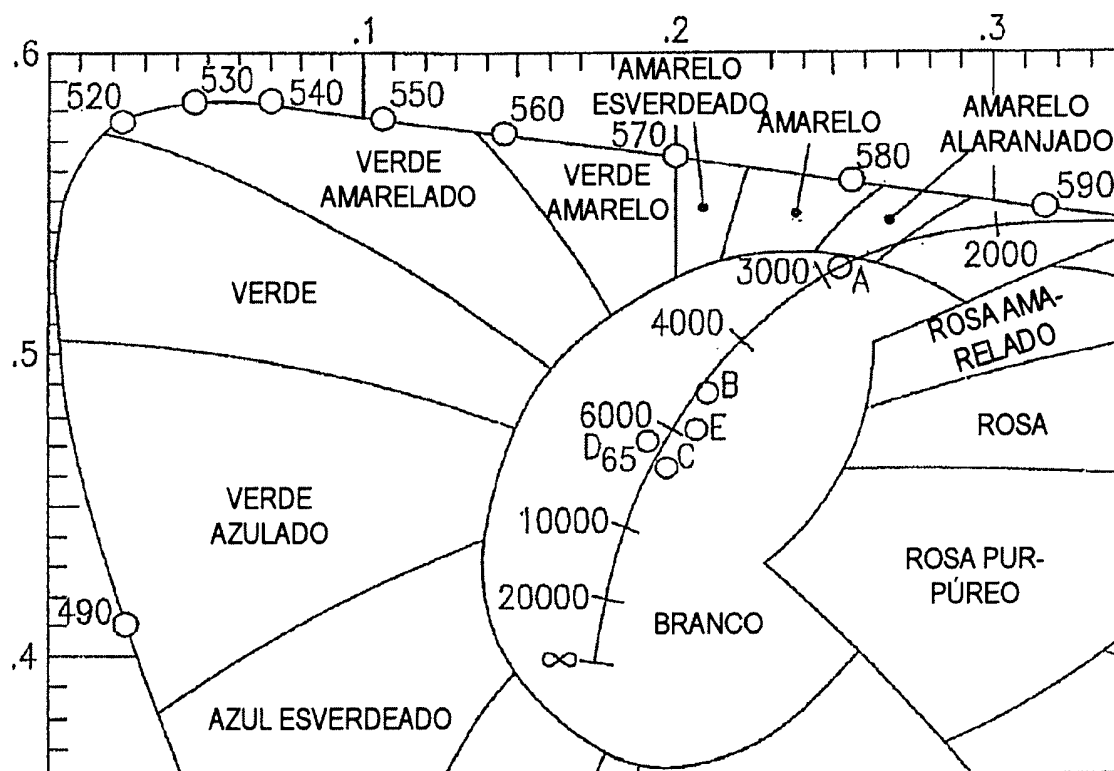 .1 .2 .3
.6
520
530
540
550
560
570
580
590
AMARELO
ESVERDEADO
AMARELO
AMARELO
ALARANJADO
VERDE
AMARELADO
VERDE
AMARELO
2000
3000
A
VERDE
4000
ROSA AMA-
RELADO
.5
B
6000
E
D65
C
ROSA
VERDE
AZULADO
10000
ROSA PUR-
PÚREO
20000
490
BRANCO
.4
∞
AZUL ESVERDEADO